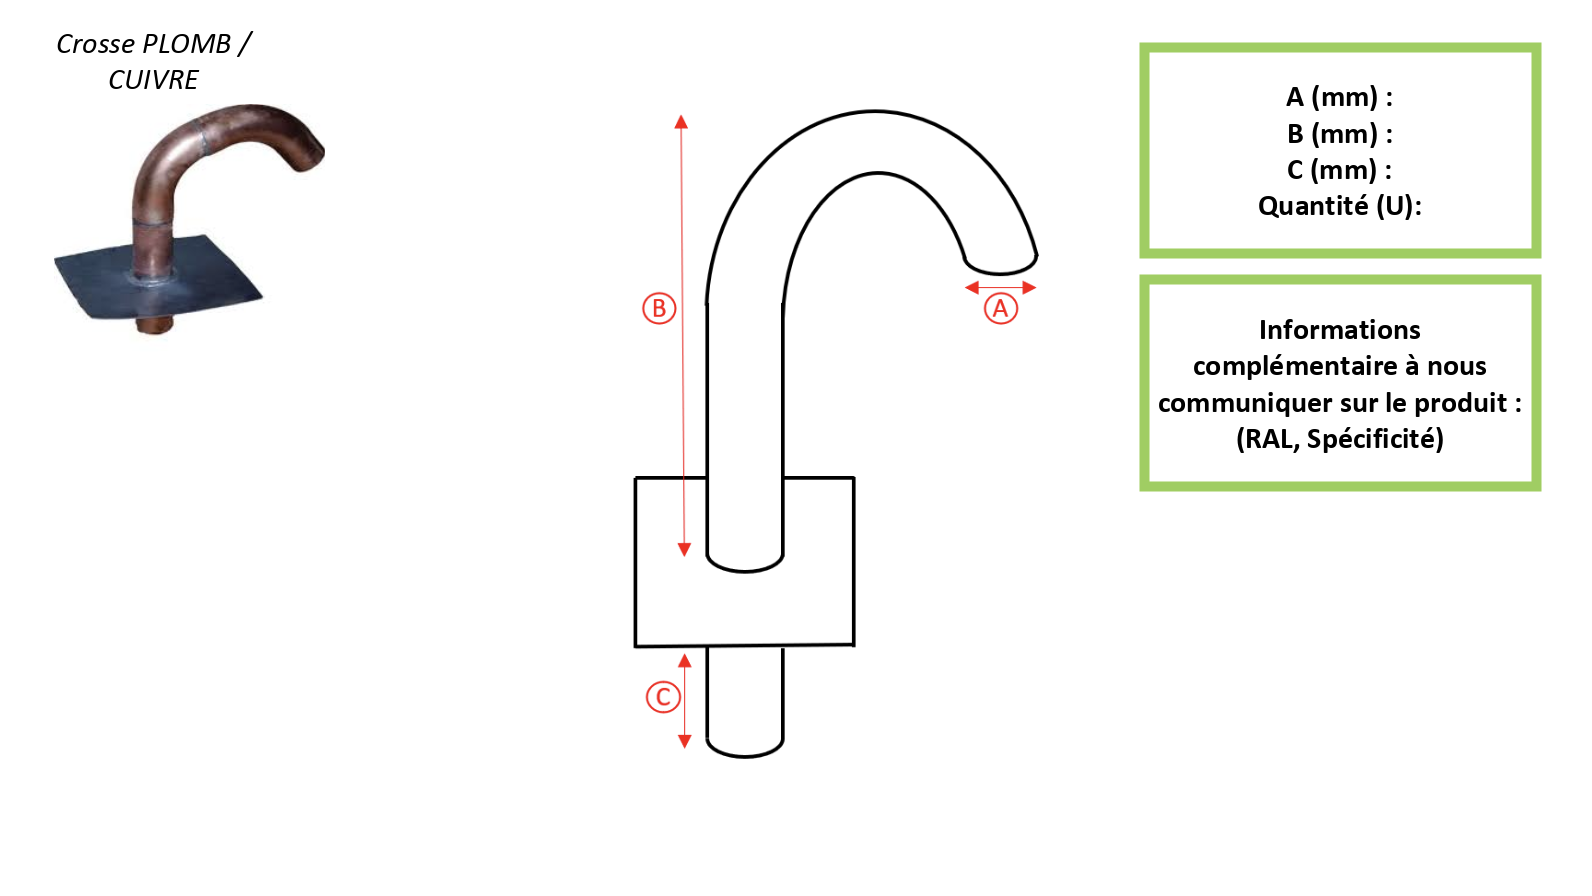 Crosse PLOMB /
CUIVRE
A (mm) :
B (mm) :
C (mm) :
Quantité (U):
B
A
Informations
complémentaire à nous
communiquer sur le produit :
(RAL, Spécificité)
C